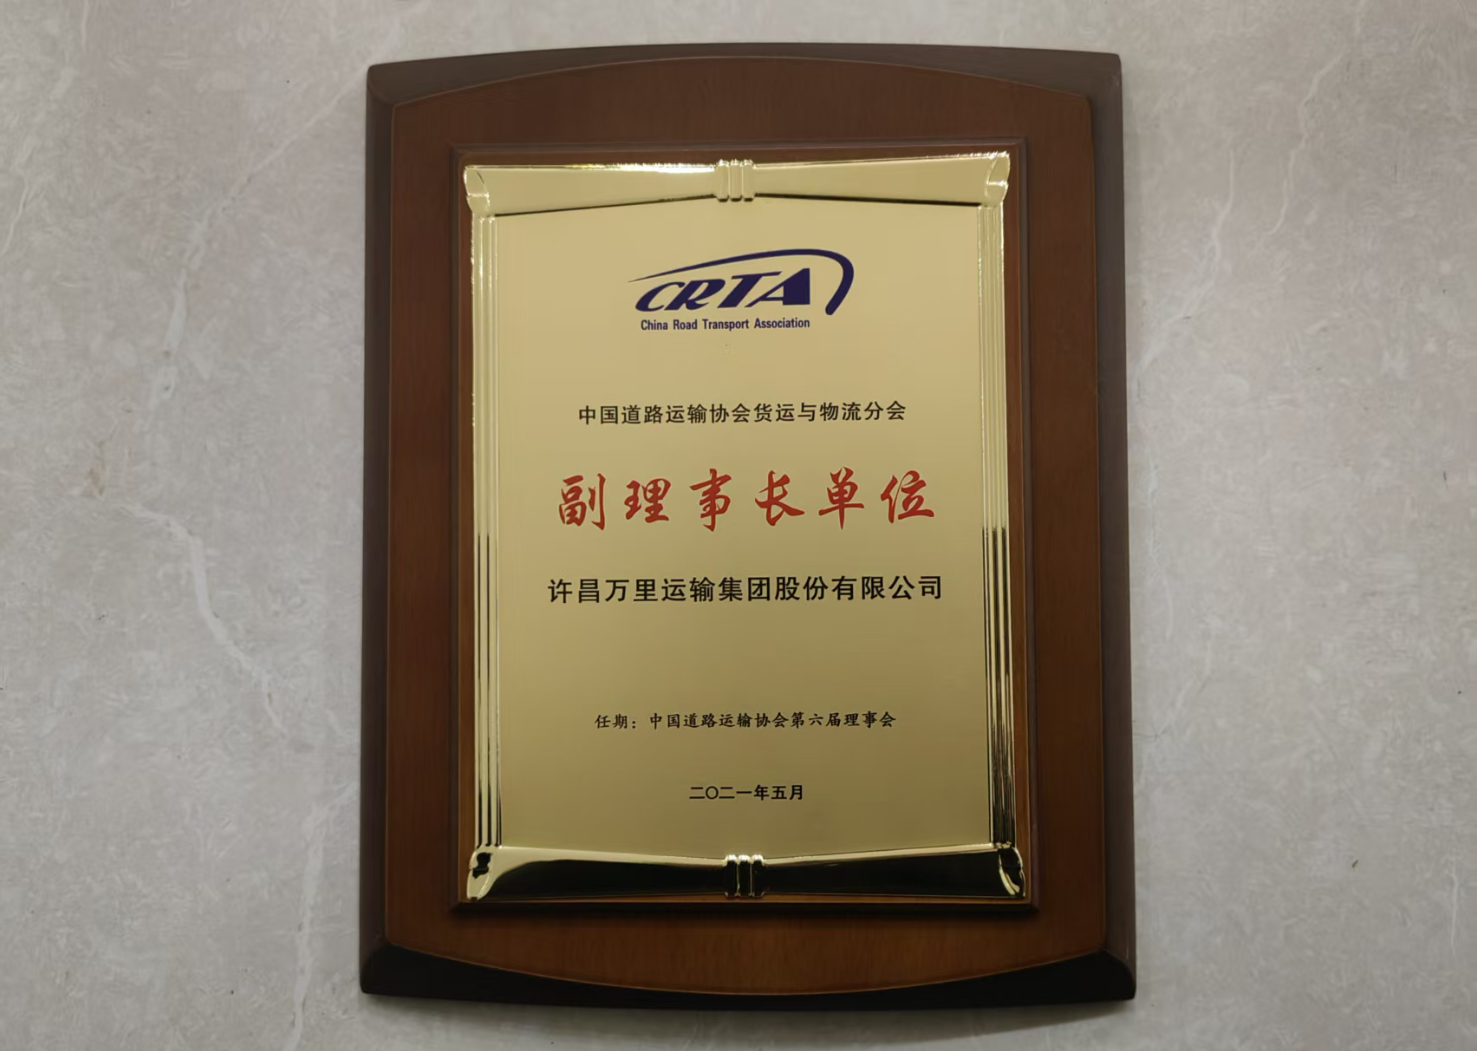 CRTA
China Road Transport Association
中国道路运输协会货运与物流分会
副理事长单位
许昌万里运输集团股份有限公司
任期：中国道路运输协会第六届理事会
二〇二一年五月